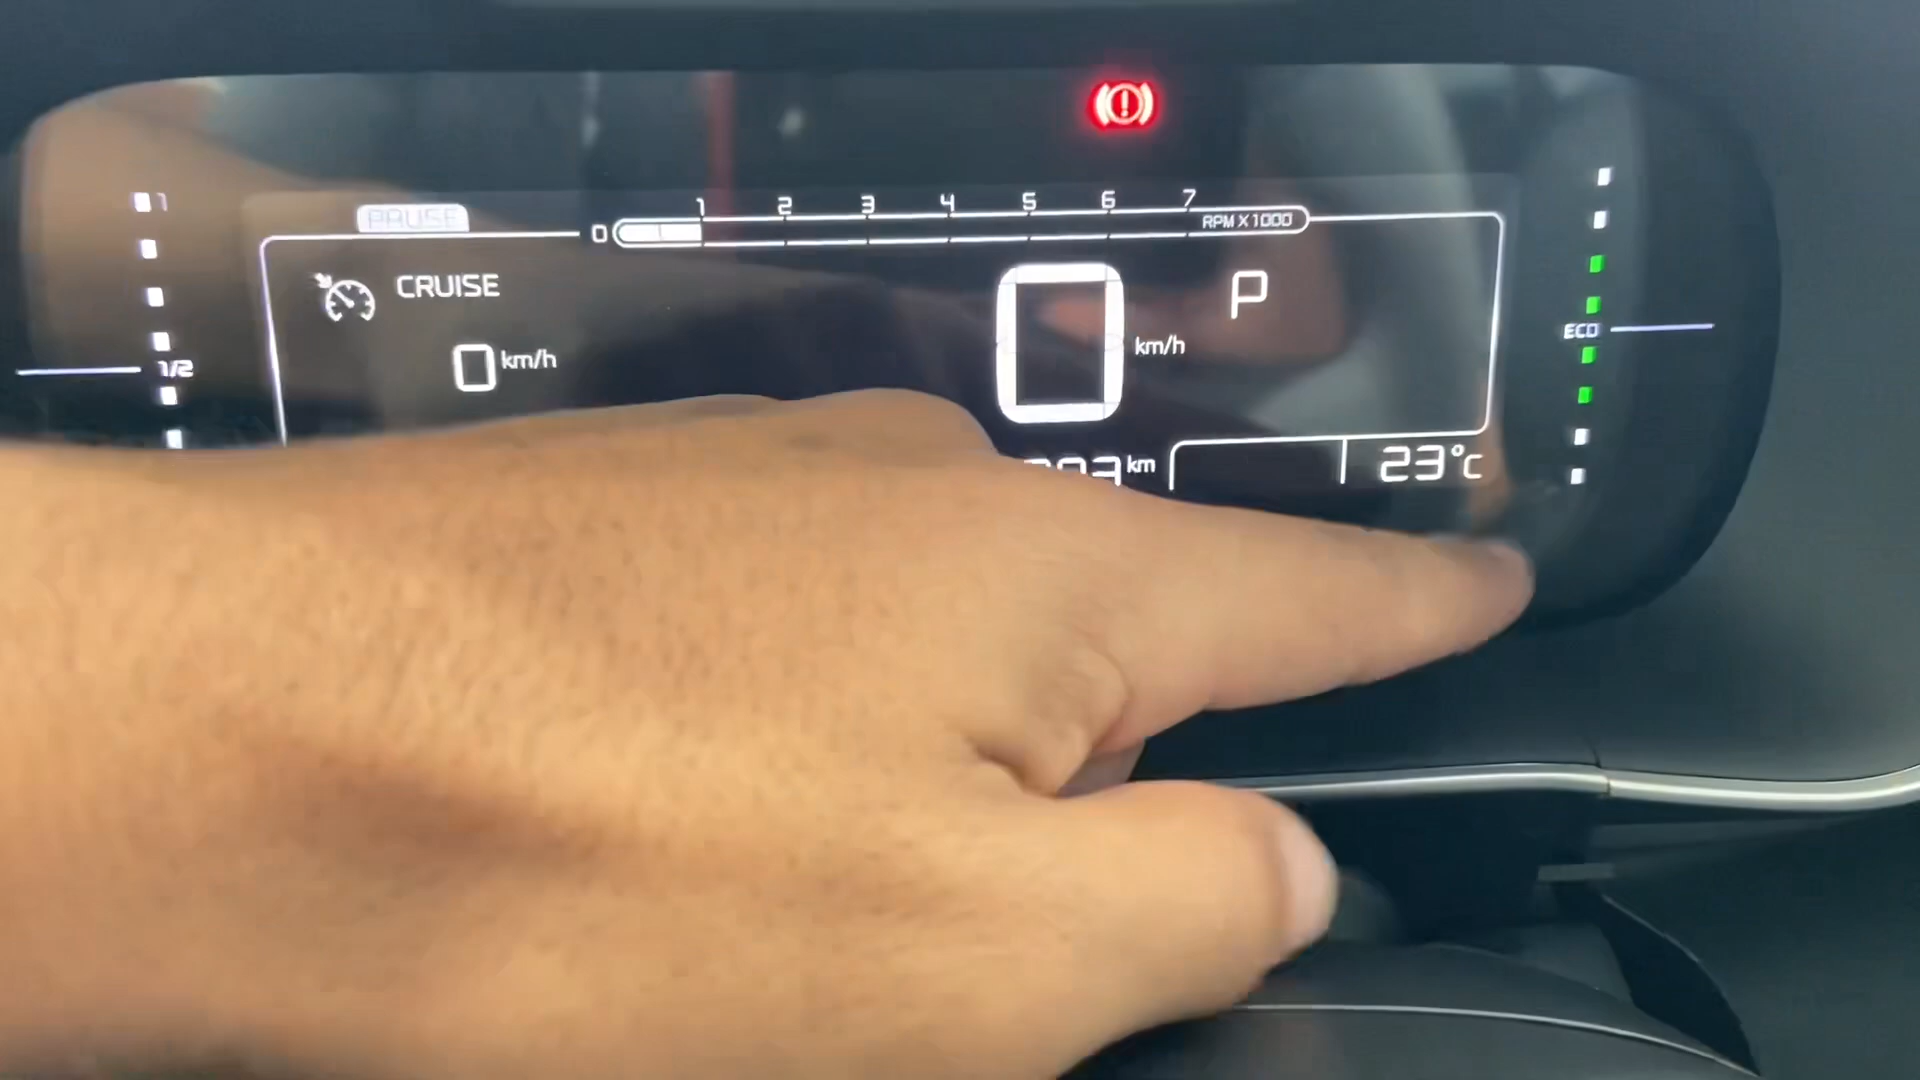 1 2 3 4 5 6 7
PAUSE
0 RPM X 1000
CRUISE
P
0 km/h
0 km/h
ECO
1/2
km
23°C